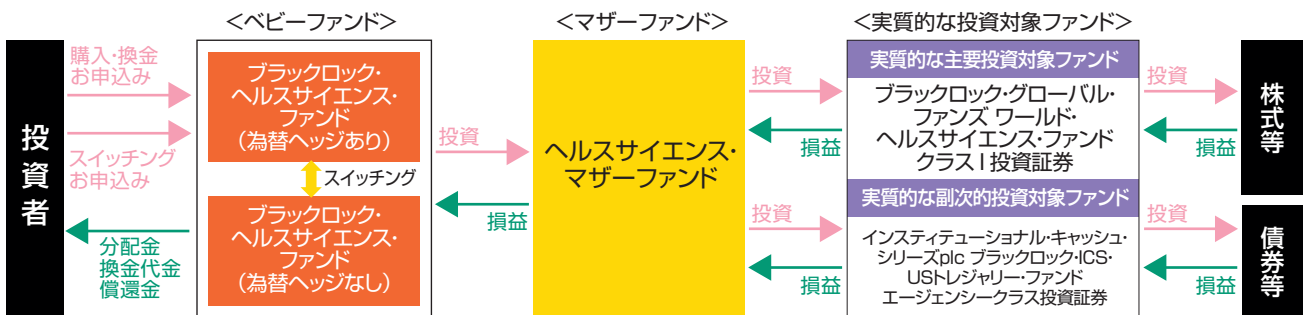 <ベビーファンド>
<マザーファンド>
<実質的な投資対象ファンド>
投資者
購入・換金
お申込み
スイッチング
お申込み
分配金
換金代金
償還金
ブラックロック・
ヘルスサイエンス・
ファンド
(為替ヘッジあり)
スイッチング
ブラックロック・
ヘルスサイエンス・
ファンド
(為替ヘッジなし)
投資
損益
ヘルスサイエンス・
マザーファンド
投資
損益
投資
損益
実質的な主要投資対象ファンド
ブラックロック・グローバル・
ファンズ ワールド・
ヘルスサイエンス・ファンド
クラス I 投資証券
実質的な副次的投資対象ファンド
インスティテューショナル・キャッシュ・
シリーズplc ブラックロック・ICS・
USトレジャリー・ファンド
エージェンシークラス投資証券
投資
損益
投資
損益
株式等
債券等